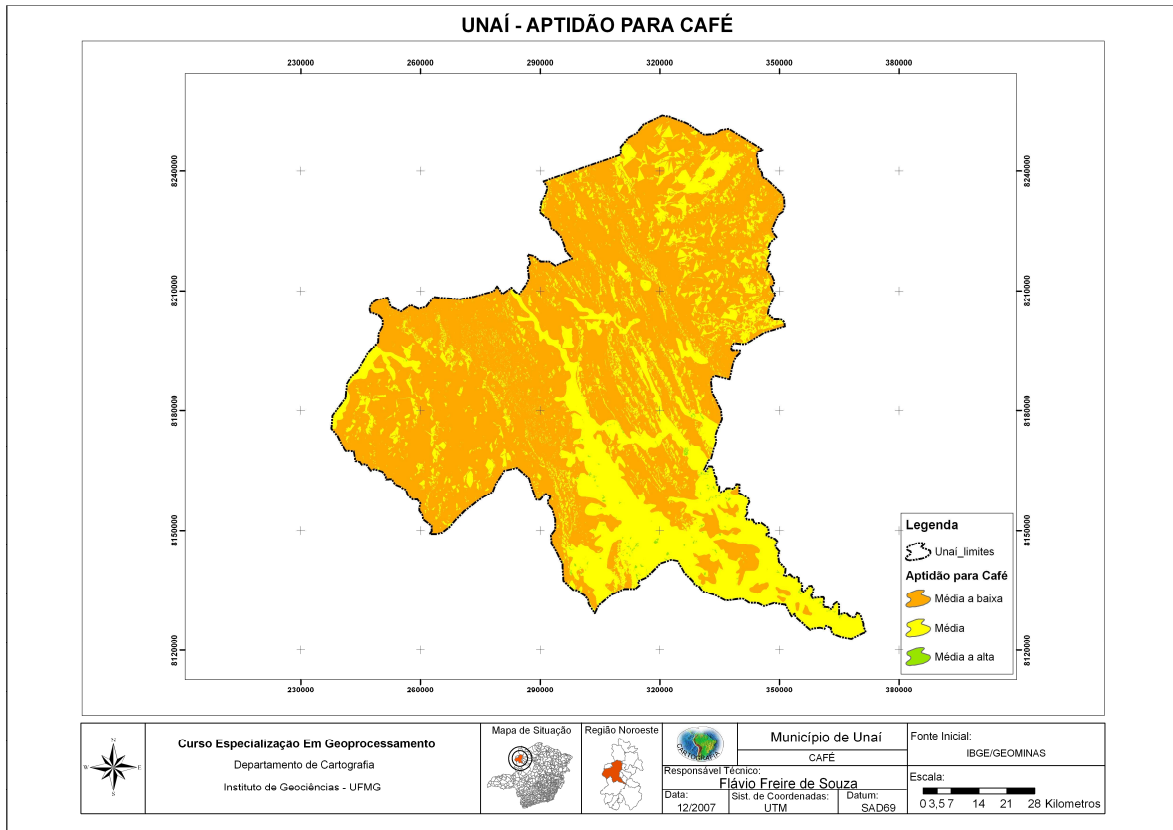 UNAÍ - APTIDÃO PARA CAFÉ
230000 260000 290000 320000 350000 380000
8240000 8240000
8210000 8210000
8180000 8180000
8150000 8150000
8120000 8120000
230000 260000 290000 320000 350000 380000
Legenda
Unaí_limites
Aptidão para Café
Média a baixa
Média
Média a alta
N
W E
S
Curso Especialização Em Geoprocessamento
Departamento de Cartografia
Instituto de Geociências - UFMG
Mapa de Situação
Região Noroeste
CARTOGRAFIA
Município de Unaí
CAFÉ
Responsável Técnico:
Flávio Freire de Souza
Data:
12/2007
Sist. de Coordenadas:
UTM
Datum:
SAD69
Fonte Inicial:
IBGE/GEOMINAS
Escala:
0 3,5 7 14 21 28 Kilometros